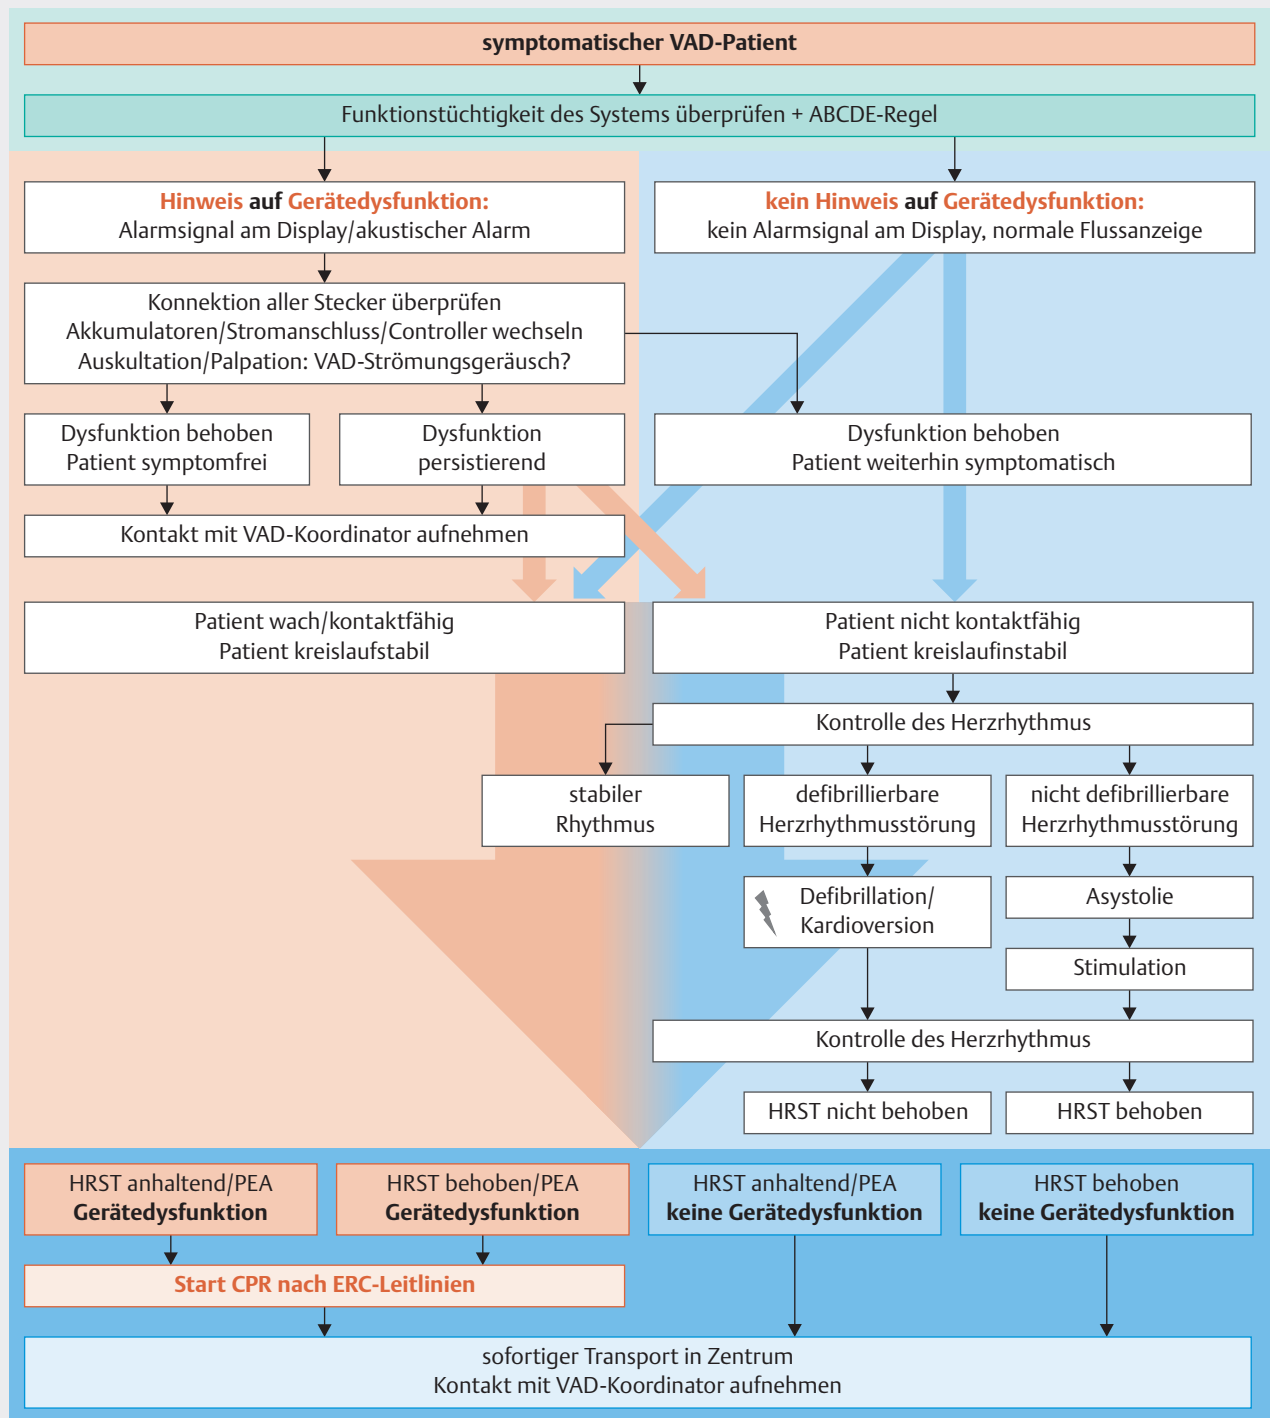 symptomatischer VAD-Patient
Funktionstüchtigkeit des Systems überprüfen + ABCDE-Regel
Hinweis auf Gerätedysfunktion:
Alarmsignal am Display/akustischer Alarm
kein Hinweis auf Gerätedysfunktion:
kein Alarmsignal am Display, normale Flussanzeige
Konnektion aller Stecker überprüfen
Akkumulatoren/Stromanschluss/Controller wechseln
Auskultation/Palpation: VAD-Strömungsgeräusch?
Dysfunktion behoben
Patient symptomfrei
Dysfunktion
persistierend
Dysfunktion behoben
Patient weiterhin symptomatisch
Kontakt mit VAD-Koordinator aufnehmen
Patient wach/kontaktfähig
Patient kreislaufstabil
Patient nicht kontaktfähig
Patient kreislaufinstabil
Kontrolle des Herzrhythmus
stabiler
Rhythmus
defibrillierbare
Herzrhythmusstörung
nicht defibrillierbare
Herzrhythmusstörung
Defibrillation/
Kardioversion
Asystolie
Stimulation
Kontrolle des Herzrhythmus
HRST nicht behoben
HRST behoben
HRST anhaltend/PEA
Gerätedysfunktion
HRST behoben/PEA
Gerätedysfunktion
HRST anhaltend/PEA
keine Gerätedysfunktion
HRST behoben
keine Gerätedysfunktion
Start CPR nach ERC-Leitlinien
sofortiger Transport in Zentrum
Kontakt mit VAD-Koordinator aufnehmen